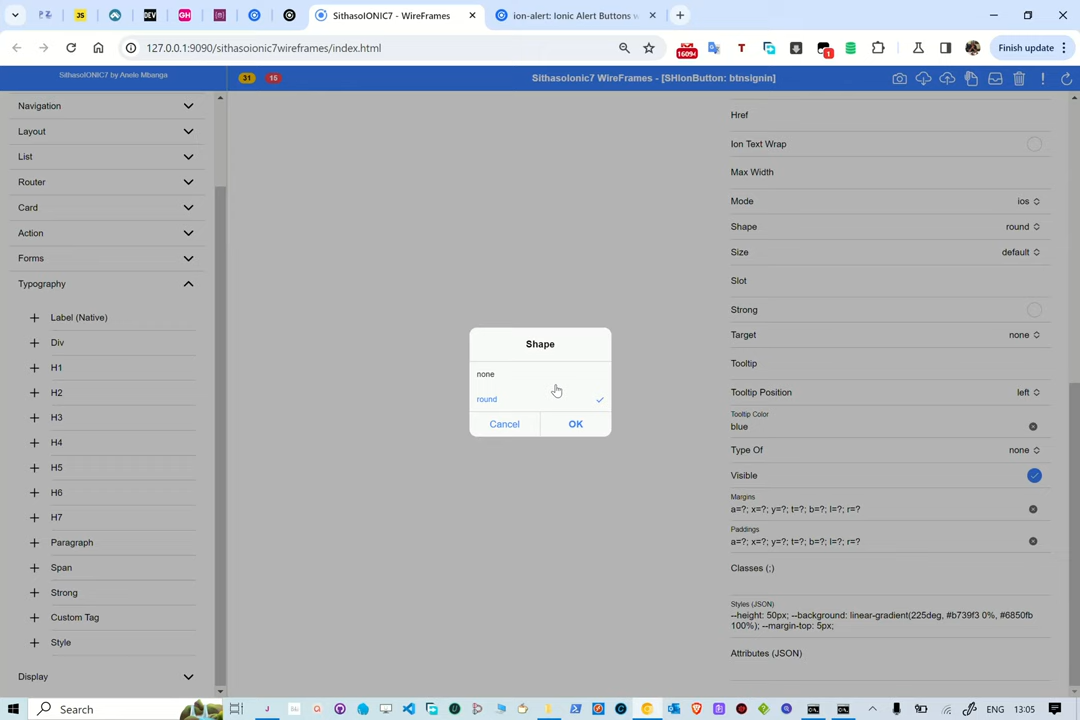 SithasoIONIC7 - WireFrames
ion-alert: Ionic Alert Buttons w
127.0.0.1:9090/sithasoionic7wireframes/index.html
Finish update
SithasoIONIC7 by Anele Mbanga
31
15
SithasoIonic7 WireFrames - [SHIonButton: btnsignin]
Navigation
Layout
List
Router
Card
Action
Forms
Typography
Label (Native)
Div
H1
H2
H3
H4
H5
H6
H7
Paragraph
Span
Strong
Custom Tag
Style
Display
Shape
none
round
Cancel
OK
Href
Ion Text Wrap
Max Width
Mode
ios
Shape
round
Size
default
Slot
Strong
Target
none
Tooltip
Tooltip Position
left
Tooltip Color
blue
Type Of
none
Visible
Margins
a=?; x=?; y=?; t=?; b=?; l=?; r=?
Paddings
a=?; x=?; y=?; t=?; b=?; l=?; r=?
Classes (;)
Styles (JSON)
--height: 50px; --background: linear-gradient(225deg, #b739f3 0%, #6850fb
100%); --margin-top: 5px;
Attributes (JSON)
Search
ENG
13:05